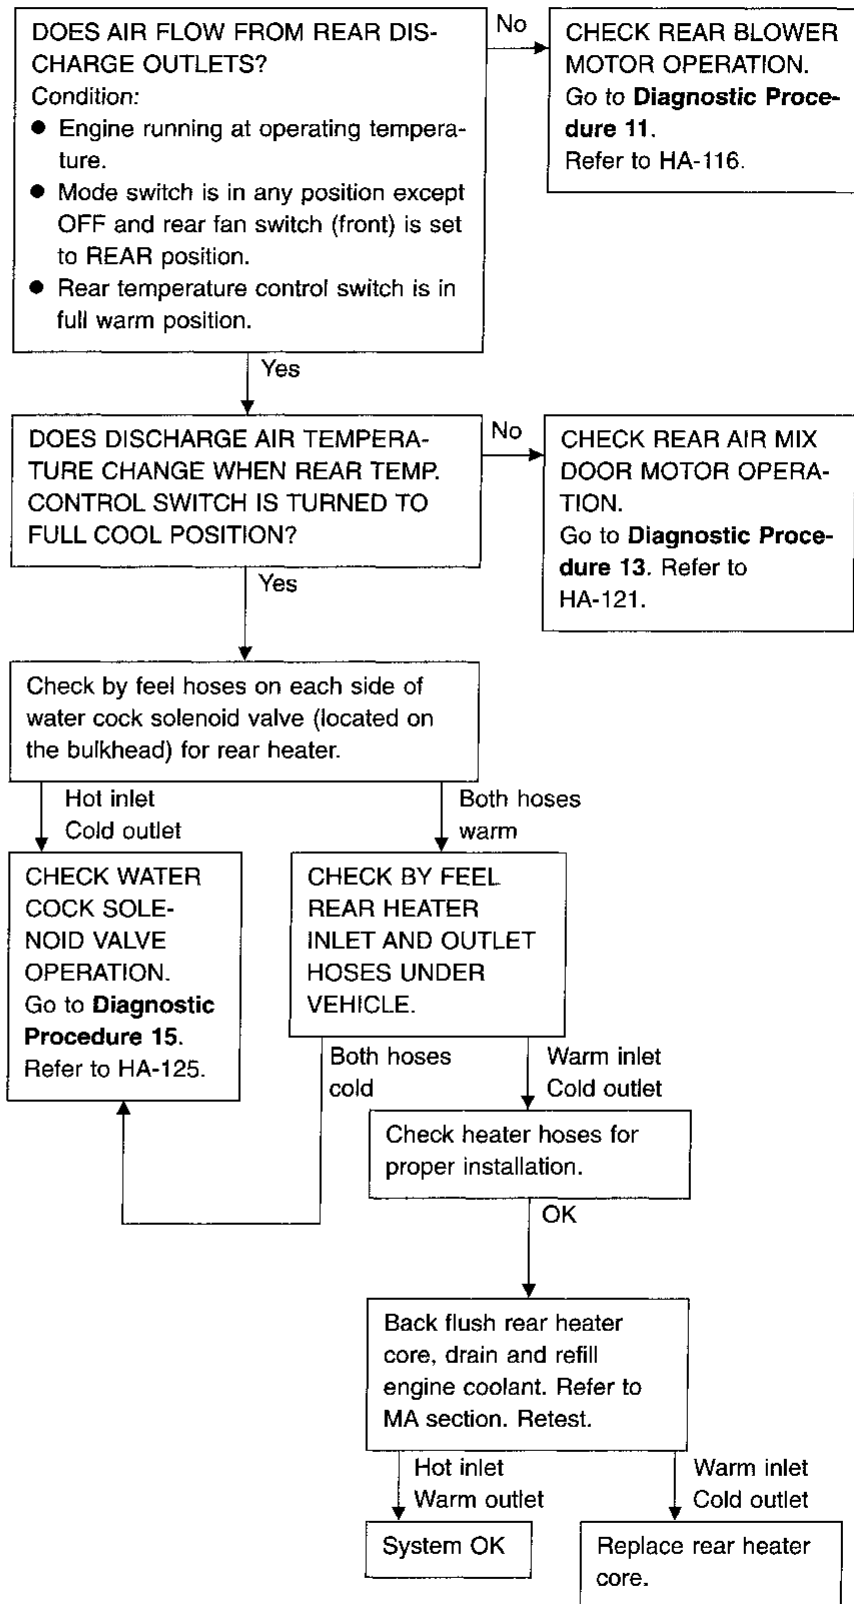 DOES AIR FLOW FROM REAR DIS-
CHARGE OUTLETS?
Condition:
● Engine running at operating tempera-
ture.
● Mode switch is in any position except
OFF and rear fan switch (front) is set
to REAR position.
● Rear temperature control switch is in
full warm position.
No
CHECK REAR BLOWER
MOTOR OPERATION.
Go to Diagnostic Proce-
dure 11.
Refer to HA-116.
Yes
DOES DISCHARGE AIR TEMPERA-
TURE CHANGE WHEN REAR TEMP.
CONTROL SWITCH IS TURNED TO
FULL COOL POSITION?
No
CHECK REAR AIR MIX
DOOR MOTOR OPERA-
TION.
Go to Diagnostic Proce-
dure 13. Refer to
HA-121.
Yes
Check by feel hoses on each side of
water cock solenoid valve (located on
the bulkhead) for rear heater.
Hot inlet
Cold outlet
Both hoses
warm
CHECK WATER
COCK SOLE-
NOID VALVE
OPERATION.
Go to Diagnostic
Procedure 15.
Refer to HA-125.
CHECK BY FEEL
REAR HEATER
INLET AND OUTLET
HOSES UNDER
VEHICLE.
Both hoses
cold
Warm inlet
Cold outlet
Check heater hoses for
proper installation.
OK
Back flush rear heater
core, drain and refill
engine coolant. Refer to
MA section. Retest.
Hot inlet
Warm outlet
Warm inlet
Cold outlet
System OK
Replace rear heater
core.